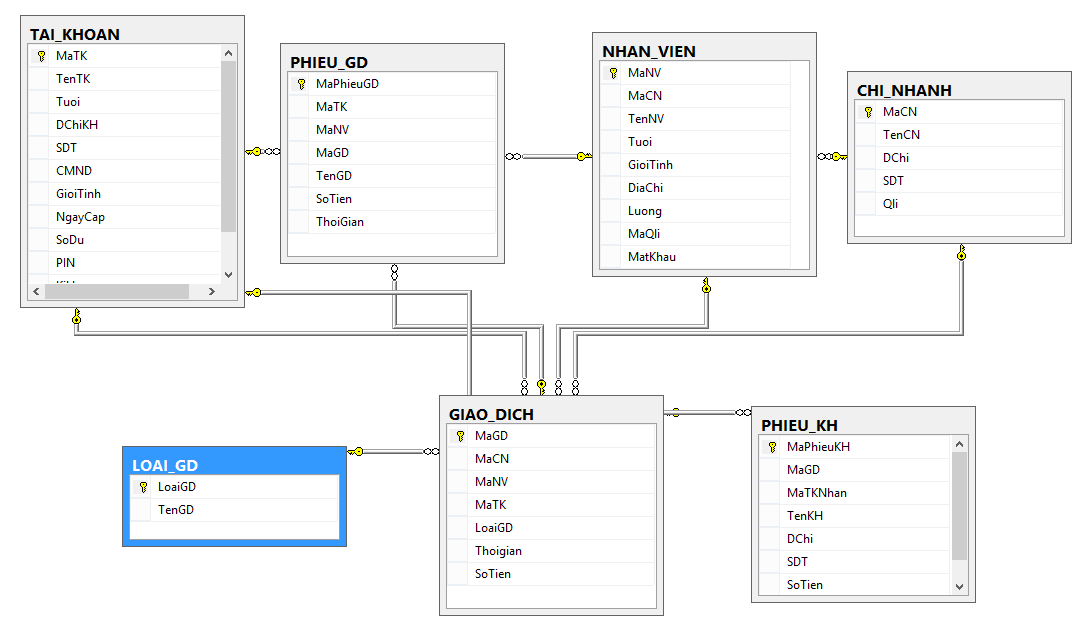 TAI_KHOAN
MaTK
TenTK
Tuoi
DChiKH
SDT
CMND
GioiTinh
NgayCap
SoDu
PIN
PHIEU_GD
MaPhieuGD
MaTK
MaNV
MaGD
TenGD
SoTien
ThoiGian
NHAN_VIEN
MaNV
MaCN
TenNV
Tuoi
GioiTinh
DiaChi
Luong
MaQli
MatKhau
CHI_NHANH
MaCN
TenCN
DChi
SDT
Qli
LOAI_GD
LoaiGD
TenGD
GIAO_DICH
MaGD
MaCN
MaNV
MaTK
LoaiGD
Thoigian
SoTien
PHIEU_KH
MaPhieuKH
MaGD
MaTKNhan
TenKH
DChi
SDT
SoTien